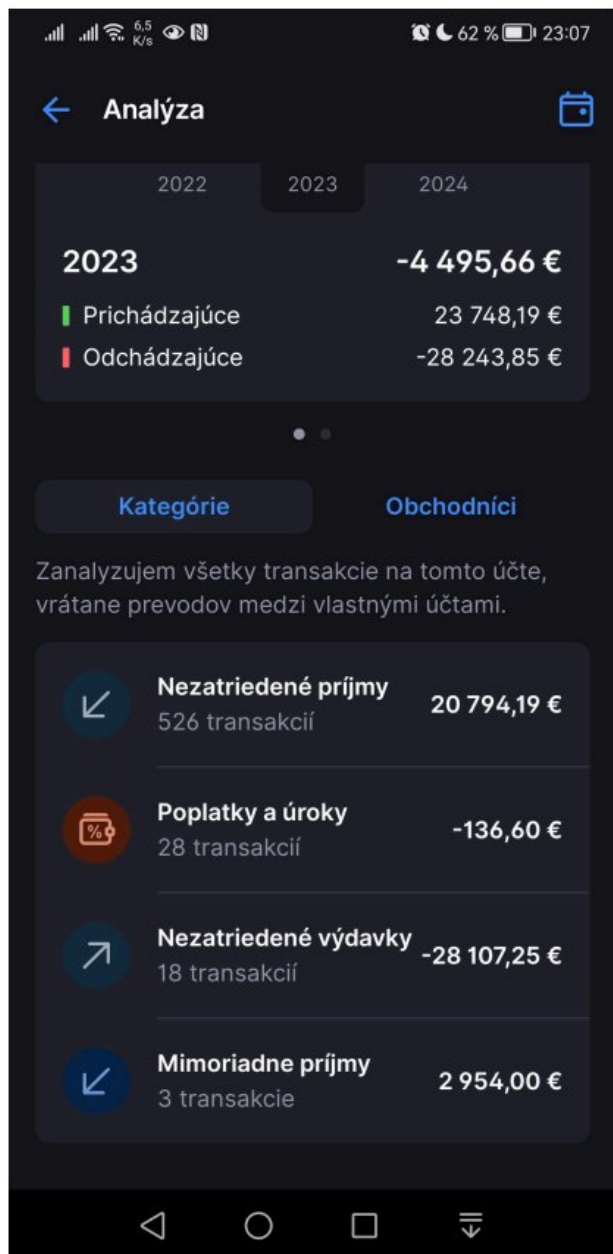 6,5
K/s
62 % 23:07
Analýza
2022 2023 2024
2023 -4 495,66 €
Prichádzajúce 23 748,19 €
Odchádzajúce -28 243,85 €
Kategórie Obchodníci
Zanalyzujem všetky transakcie na tomto účte,
vrátane prevodov medzi vlastnými účtami.
Nezatriedené príjmy 20 794,19 €
526 transakcií
Poplatky a úroky -136,60 €
28 transakcií
Nezatriedené výdavky -28 107,25 €
18 transakcií
Mimoriadne príjmy 2 954,00 €
3 transakcie